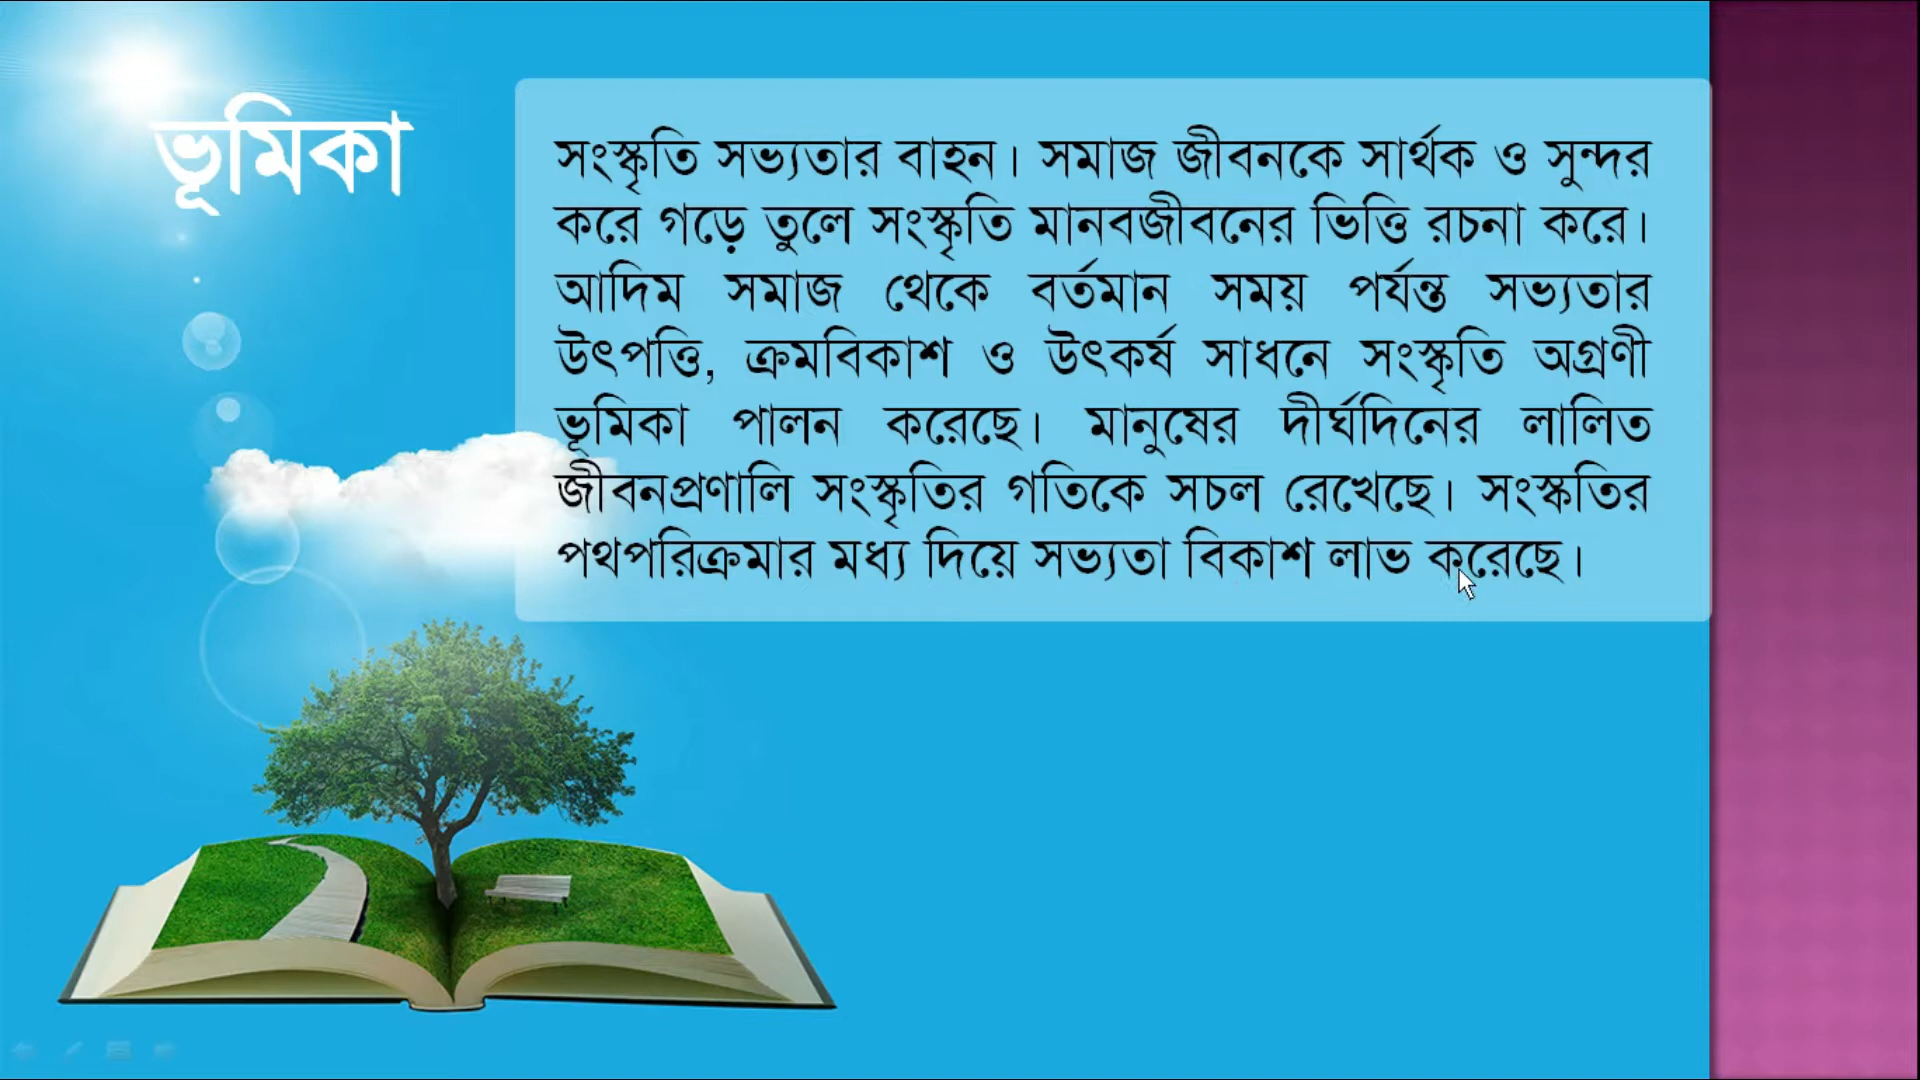 ভূমিকা
সংস্কৃতি সভ্যতার বাহন। সমাজ জীবনকে সার্থক ও সুন্দর
করে গড়ে তুলে সংস্কৃতি মানবজীবনের ভিত্তি রচনা করে।
আদিম সমাজ থেকে বর্তমান সময় পর্যন্ত সভ্যতার
উৎপত্তি, ক্রমবিকাশ ও উৎকর্ষ সাধনে সংস্কৃতি অগ্রণী
ভূমিকা পালন করেছে। মানুষের দীর্ঘদিনের লালিত
জীবনপ্রণালি সংস্কৃতির গতিকে সচল রেখেছে। সংস্কতির
পথপরিক্রমার মধ্য দিয়ে সভ্যতা বিকাশ লাভ করেছে।